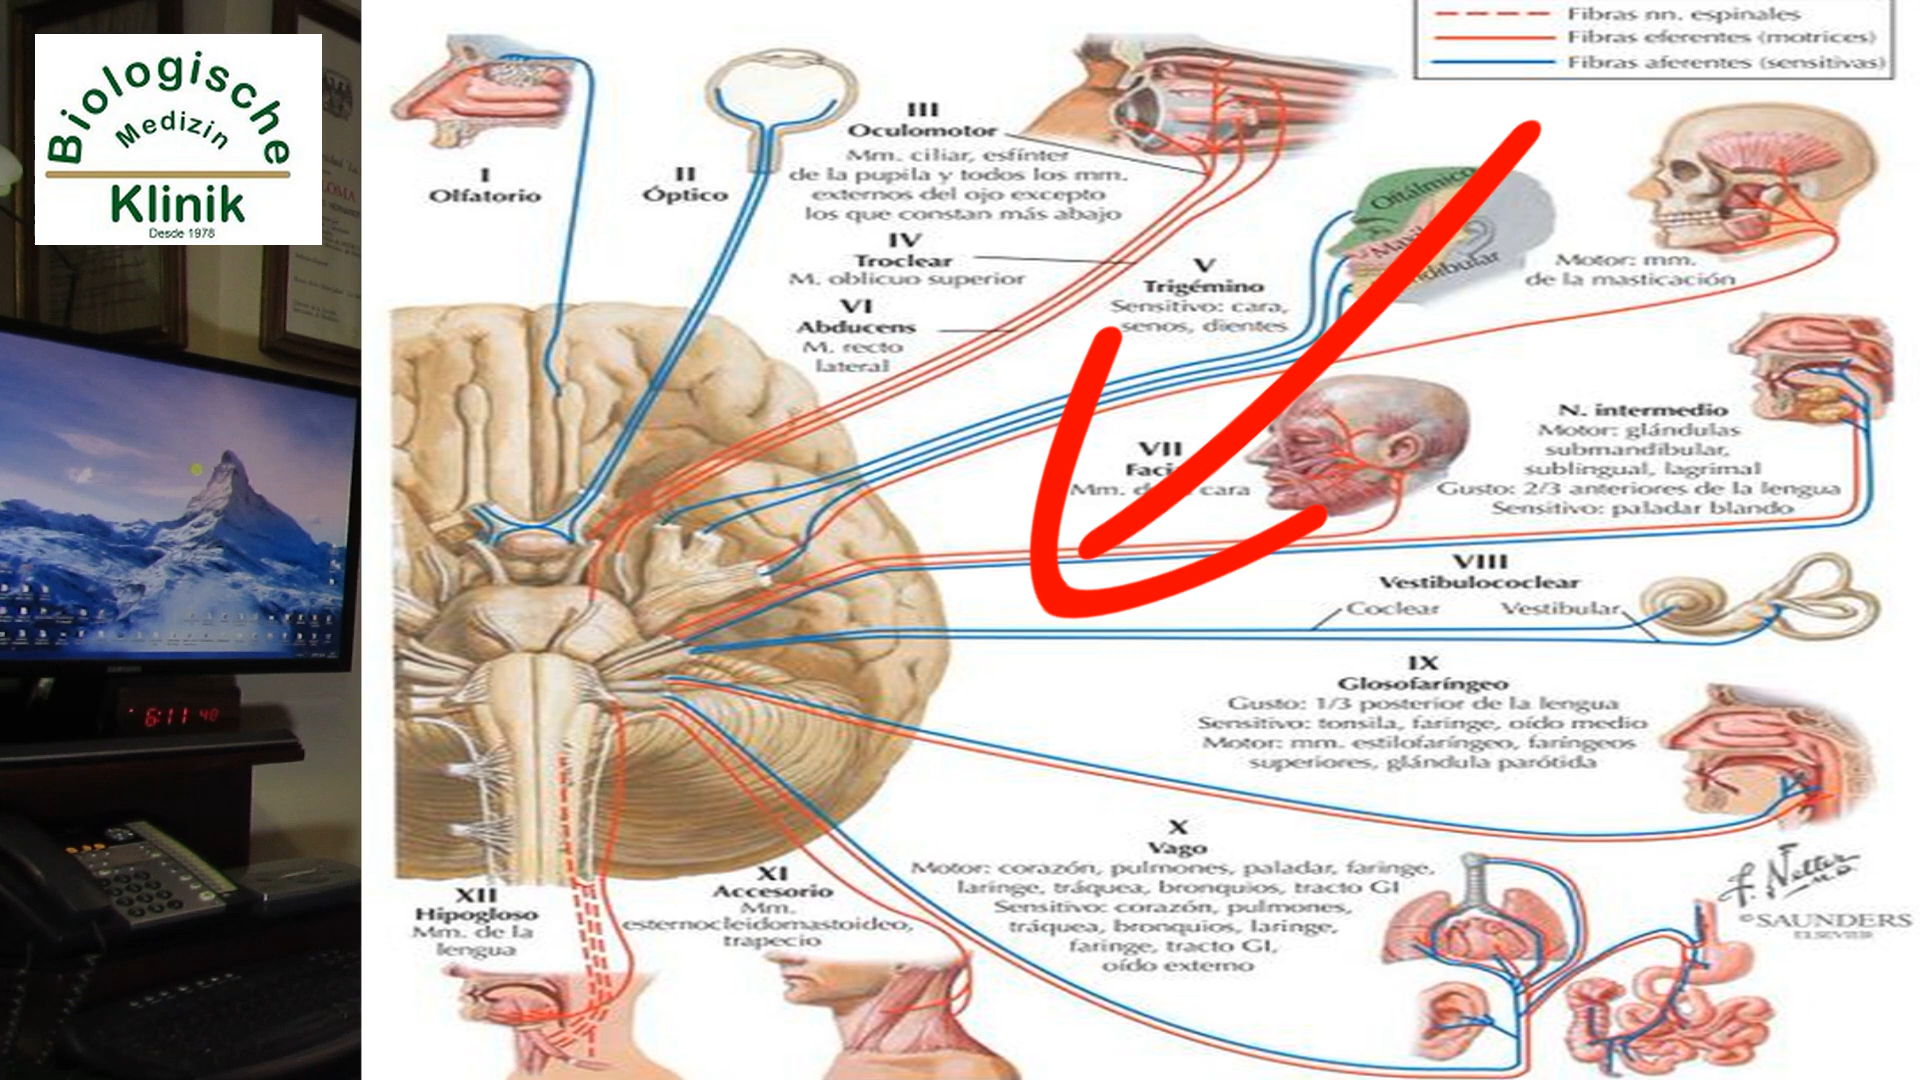 Biologische
Medizin
Klinik
Desde 1978
6:11 40
Fibras nn. espinales
Fibras eferentes (motrices)
Fibras aferentes (sensitivas)
I
Olfatorio
II
Óptico
III
Oculomotor
Mm. ciliar, esfínter
de la pupila y todos los mm.
externos del ojo excepto
los que constan más abajo
IV
Troclear
M. oblicuo superior
VI
Abducens
M. recto
lateral
V
Trigémino
Sensitivo: cara,
senos, dientes
Oftálmico
Motor: mm.
de la masticación
VII
Mm. cara
N. intermedio
Motor: glándulas
submandibular,
sublingual, lagrimal
Gusto: 2/3 anteriores de la lengua
Sensitivo: paladar blando
VIII
Vestibulococlear
Coclear Vestibular
IX
Glosofaríngeo
Gusto: 1/3 posterior de la lengua
Sensitivo: tonsila, faringe, oído medio
Motor: mm. estilofaríngeo, faríngeos
superiores, glándula parótida
X
Vago
Motor: corazón, pulmones, paladar, faringe,
laringe, tráquea, bronquios, tracto GI
Sensitivo: corazón, pulmones,
tráquea, bronquios, laringe,
faringe, tracto GI,
oído externo
XI
Accesorio
Mm.
esternocleidomastoideo,
trapecio
XII
Hipogloso
Mm. de la
lengua
F. Netter
M.D.
©SAUNDERS
ELSEVIER